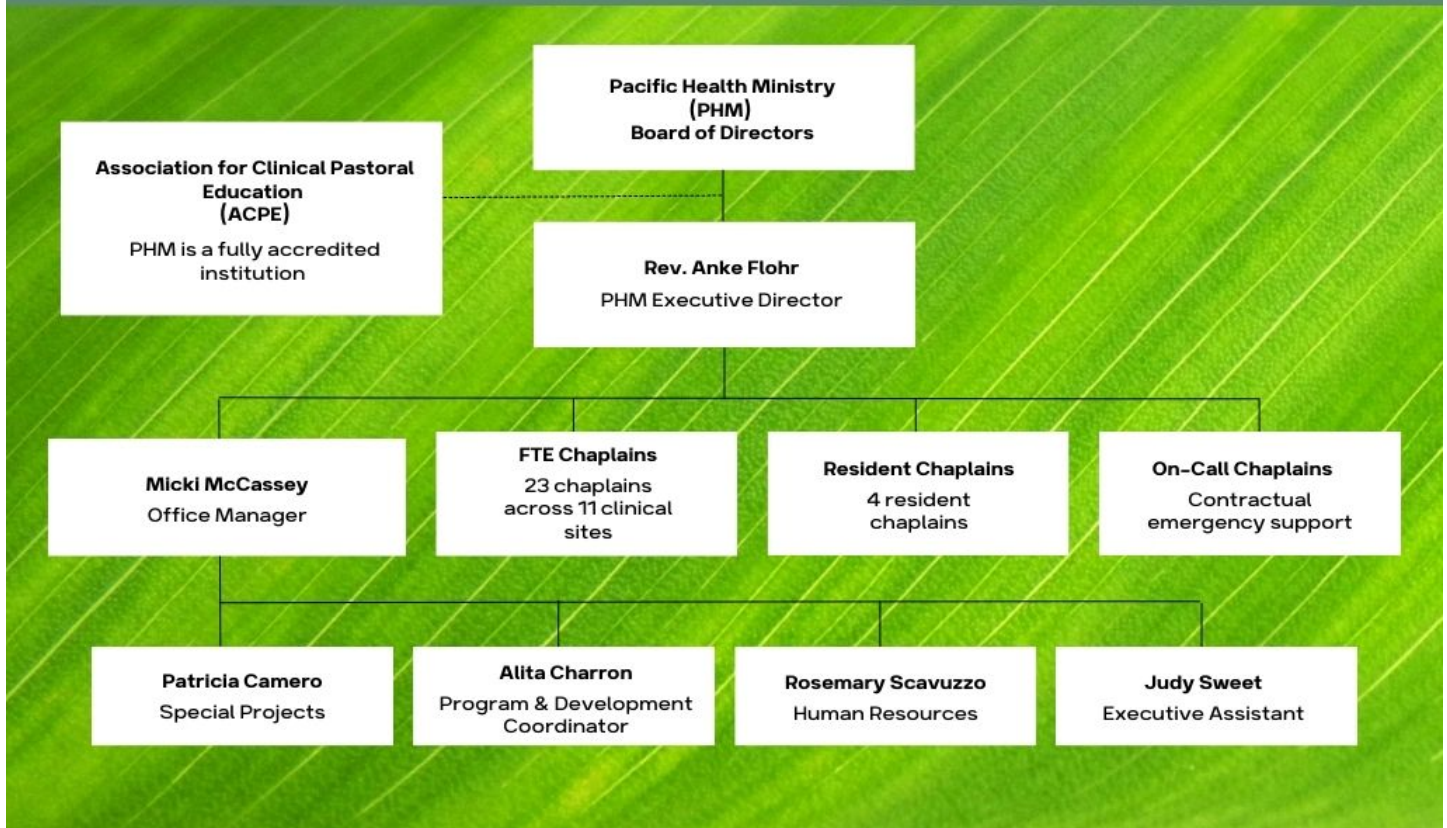 Pacific Health Ministry
(PHM)
Board of Directors
Association for Clinical Pastoral
Education
(ACPE)
PHM is a fully accredited
institution
Rev. Anke Flohr
PHM Executive Director
Micki McCassey
Office Manager
FTE Chaplains
23 chaplains
across 11 clinical
sites
Resident Chaplains
4 resident
chaplains
On-Call Chaplains
Contractual
emergency support
Patricia Camero
Special Projects
Alita Charron
Program & Development
Coordinator
Rosemary Scavuzzo
Human Resources
Judy Sweet
Executive Assistant